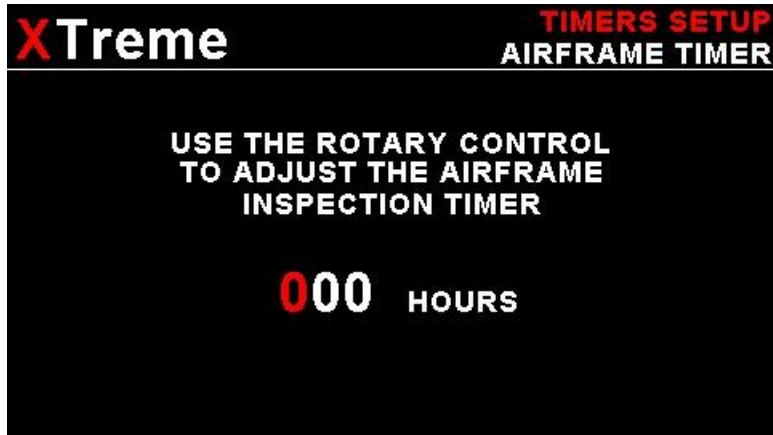 XTreme
TIMERS SETUP
AIRFRAME TIMER
USE THE ROTARY CONTROL
TO ADJUST THE AIRFRAME
INSPECTION TIMER
000 HOURS